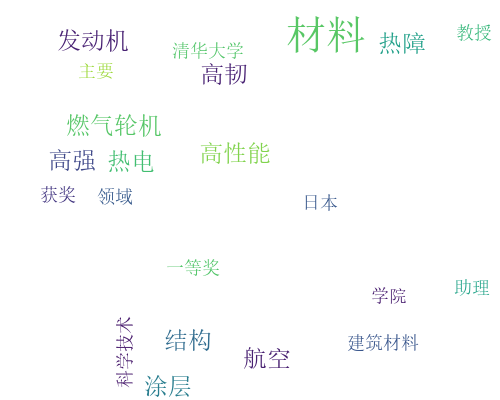 材料
教授
发动机
热障
清华大学
主要
高韧
燃气轮机
高性能
高强
热电
获奖
领域
日本
一等奖
助理
学院
科学技术
结构
建筑材料
航空
涂层